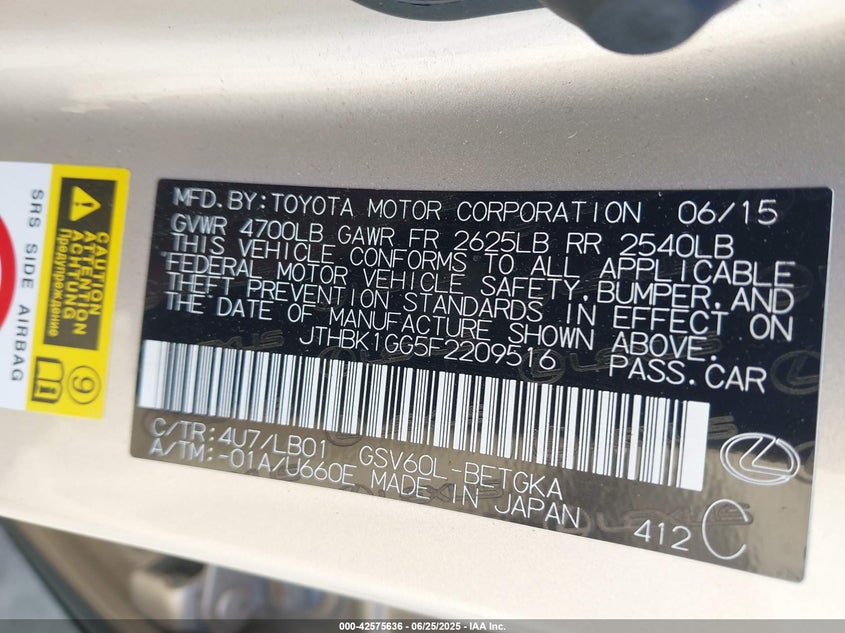 MFD. BY: TOYOTA MOTOR CORPORATION 06/15
GVWR 4700LB GAWR FR 2625LB RR 2540LB
THIS VEHICLE CONFORMS TO ALL APPLICABLE
FEDERAL MOTOR VEHICLE SAFETY, BUMPER, AND
THEFT PREVENTION STANDARDS IN EFFECT ON
THE DATE OF MANUFACTURE SHOWN ABOVE.
JTHBK1GG5F2209516 PASS. CAR
C/TR: 4U7/LB01 GSV60L-BETGKA
A/TM: -01A/U660E MADE IN JAPAN
412 C
CAUTION
ATTENTION
ACHTUNG
Предупреждение
9
SRS SIDE AIRBAG
000-42575636 - 06/25/2025 - IAA Inc.